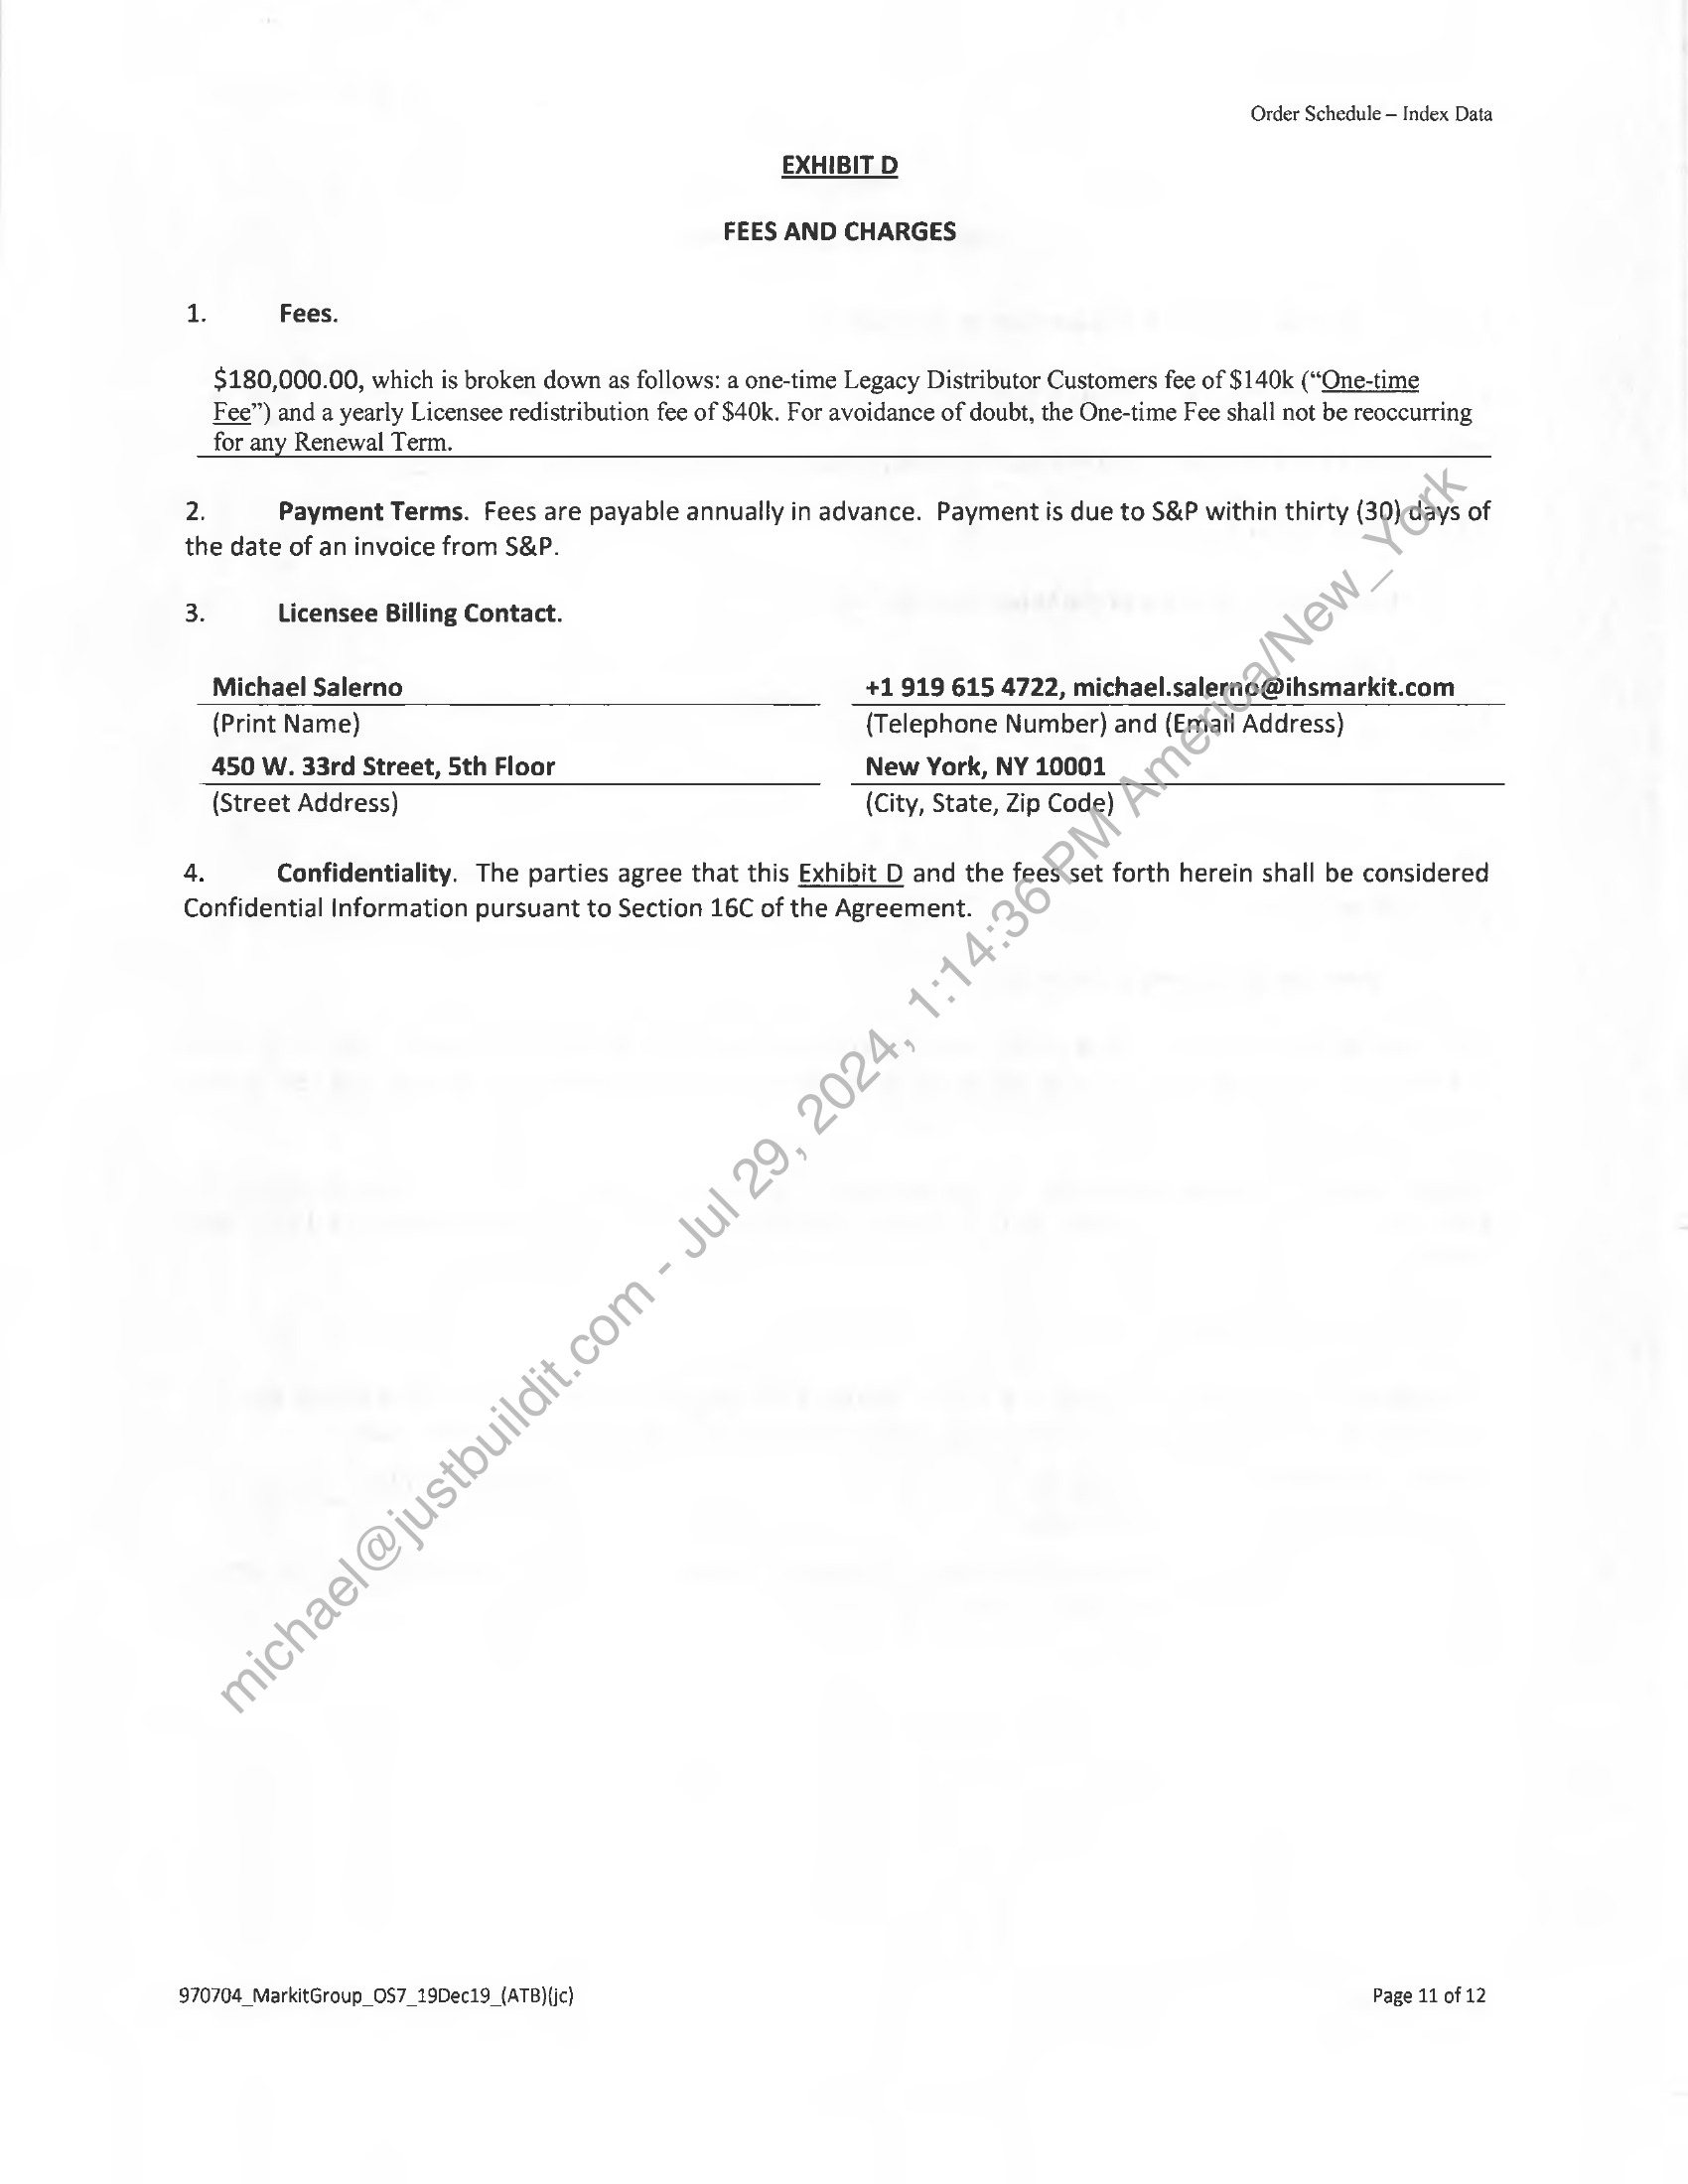 Order Schedule – Index Data
EXHIBIT D
FEES AND CHARGES
1. Fees.
$180,000.00, which is broken down as follows: a one-time Legacy Distributor Customers fee of $140k (“One-time
Fee”) and a yearly Licensee redistribution fee of $40k. For avoidance of doubt, the One-time Fee shall not be reoccurring
for any Renewal Term.
2. Payment Terms. Fees are payable annually in advance. Payment is due to S&P within thirty (30) days of
the date of an invoice from S&P.
3. Licensee Billing Contact.
Michael Salerno +1 919 615 4722, michael.salerno@ihsmarkit.com
(Print Name) (Telephone Number) and (Email Address)
450 W. 33rd Street, 5th Floor New York, NY 10001
(Street Address) (City, State, Zip Code)
4. Confidentiality. The parties agree that this Exhibit D and the fees set forth herein shall be considered
Confidential Information pursuant to Section 16C of the Agreement.
michael@justbuildit.com - Jul 29, 2024, 1:14:36 PM America/New_York
970704_MarkitGroup_OS7_19Dec19_(ATB)(jc) Page 11 of 12